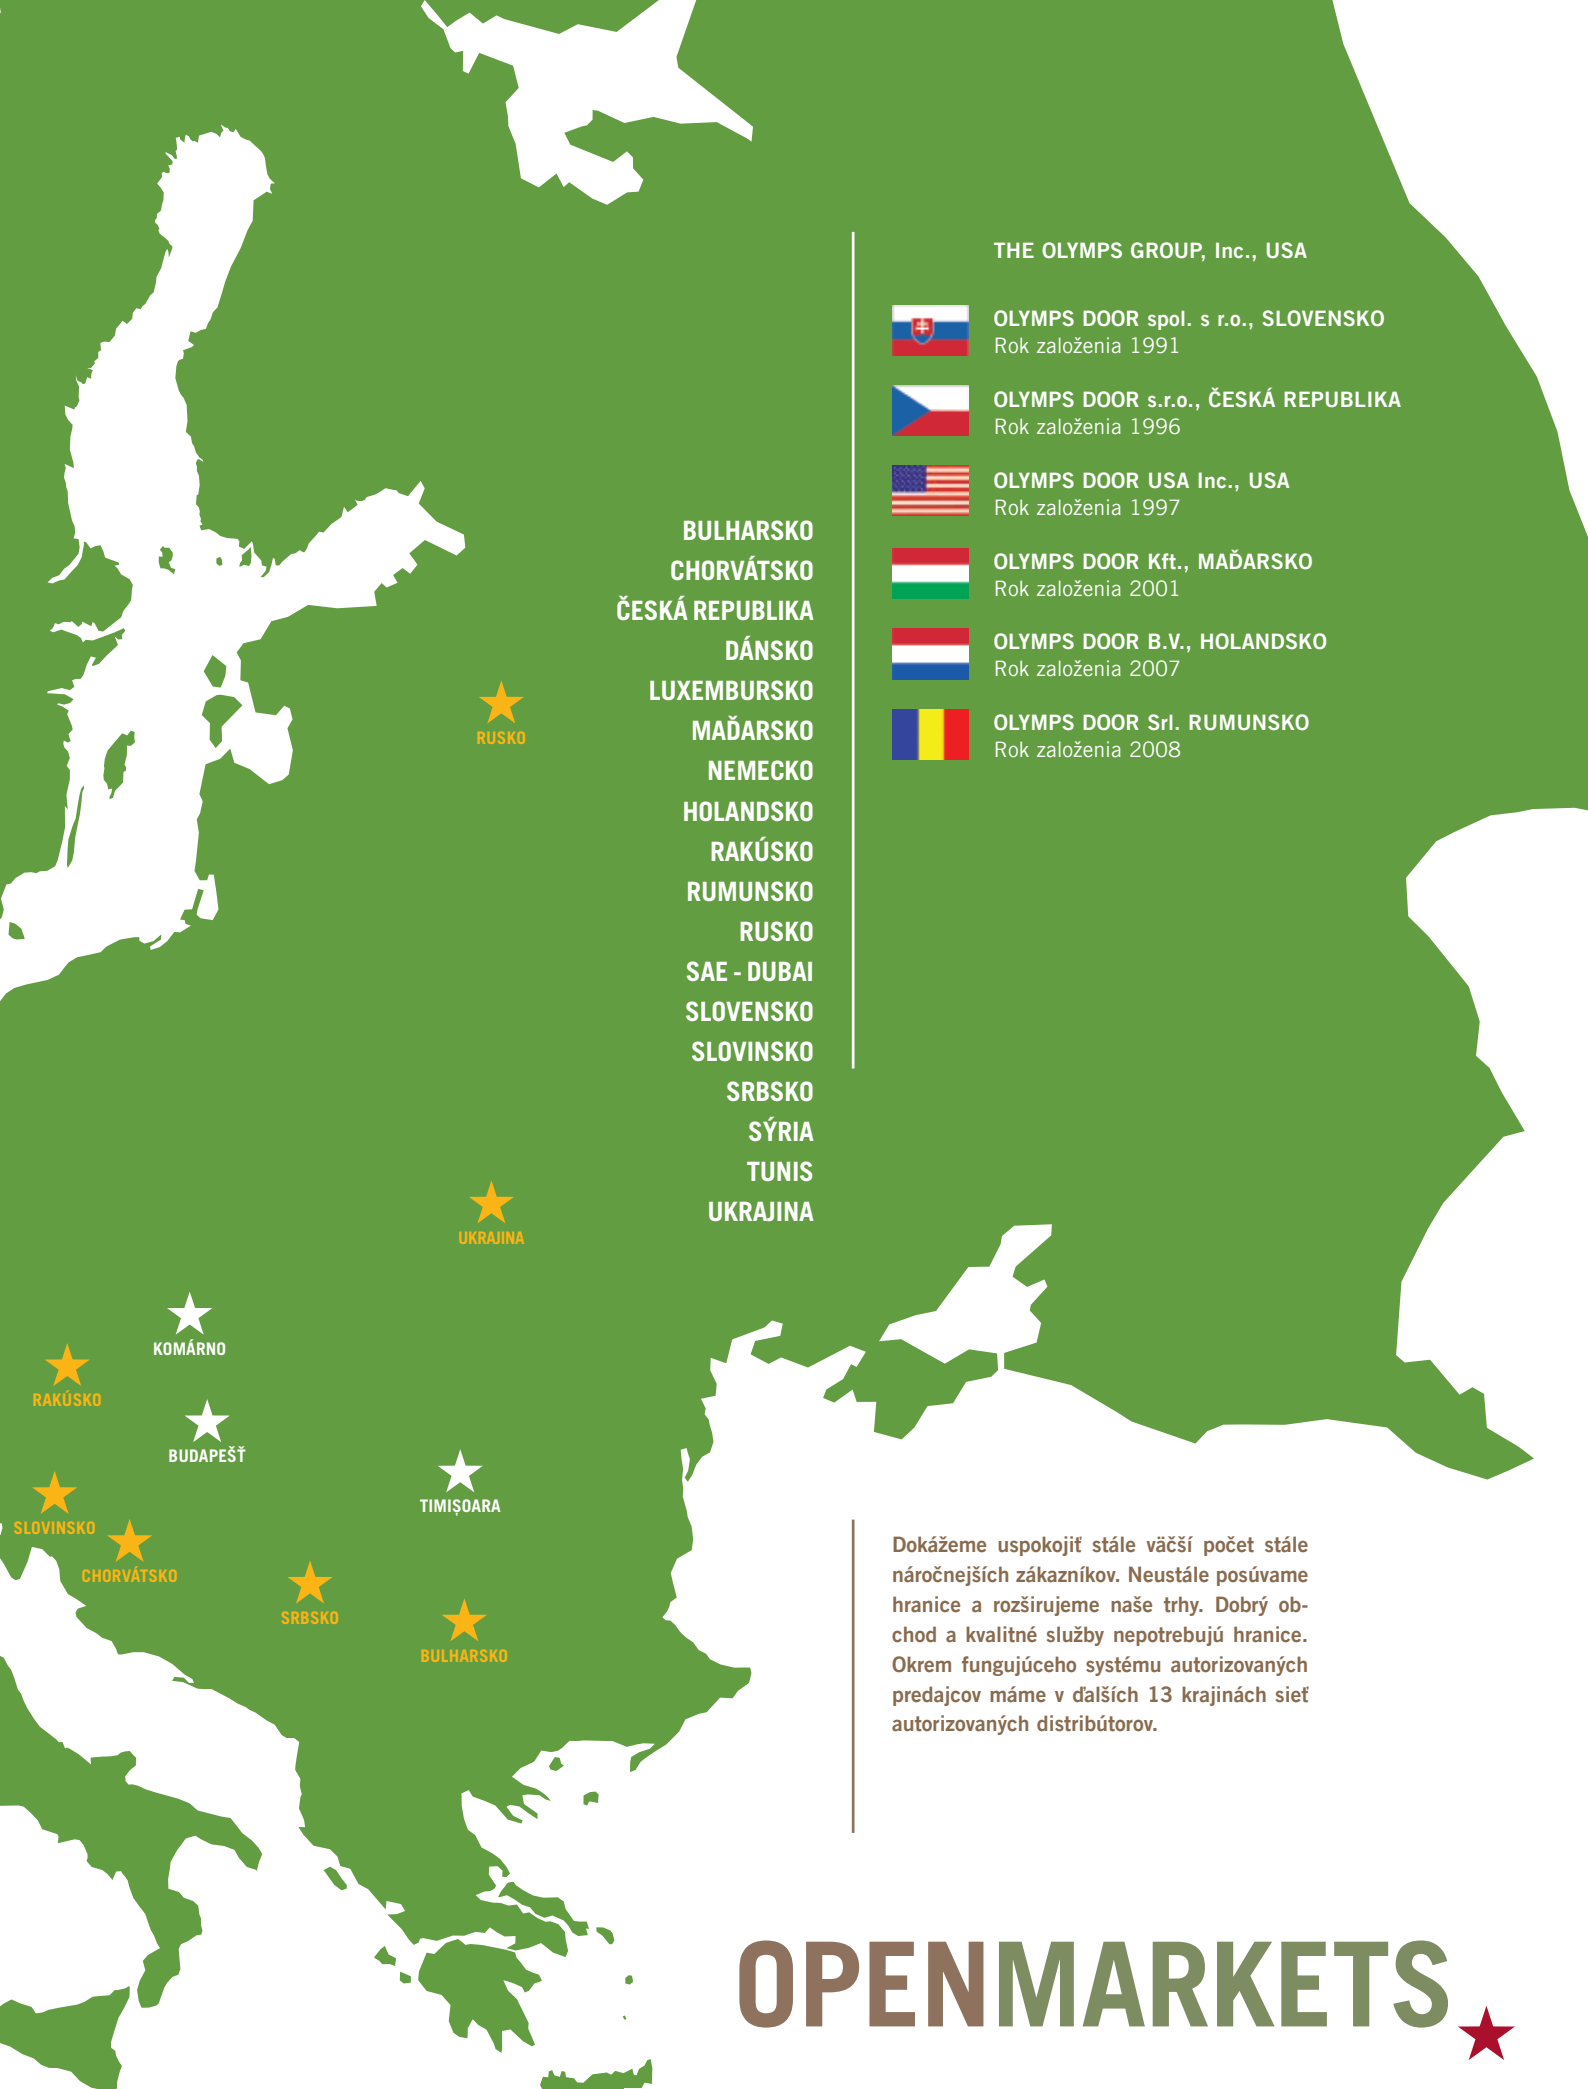 THE OLYMPS GROUP, Inc., USA
OLYMPS DOOR spol. s r.o., SLOVENSKO
Rok založenia 1991
OLYMPS DOOR s.r.o., ČESKÁ REPUBLIKA
Rok založenia 1996
OLYMPS DOOR USA Inc., USA
Rok založenia 1997
OLYMPS DOOR Kft., MAĎARSKO
Rok založenia 2001
OLYMPS DOOR B.V., HOLANDSKO
Rok založenia 2007
OLYMPS DOOR Srl. RUMUNSKO
Rok založenia 2008
BULHARSKO
CHORVÁTSKO
ČESKÁ REPUBLIKA
DÁNSKO
LUXEMBURSKO
MAĎARSKO
NEMECKO
HOLANDSKO
RAKÚSKO
RUMUNSKO
RUSKO
SAE - DUBAI
SLOVENSKO
SLOVINSKO
SRBSKO
SÝRIA
TUNIS
UKRAJINA
RUSKO
UKRAJINA
KOMÁRNO
RAKÚSKO
BUDAPEŠŤ
TIMIȘOARA
SLOVINSKO
CHORVÁTSKO
SRBSKO
BULHARSKO
Dokážeme uspokojiť stále väčší počet stále
náročnejších zákazníkov. Neustále posúvame
hranice a rozširujeme naše trhy. Dobrý ob-
chod a kvalitné služby nepotrebujú hranice.
Okrem fungujúceho systému autorizovaných
predajcov máme v ďalších 13 krajinách sieť
autorizovaných distribútorov.
OPENMARKETS